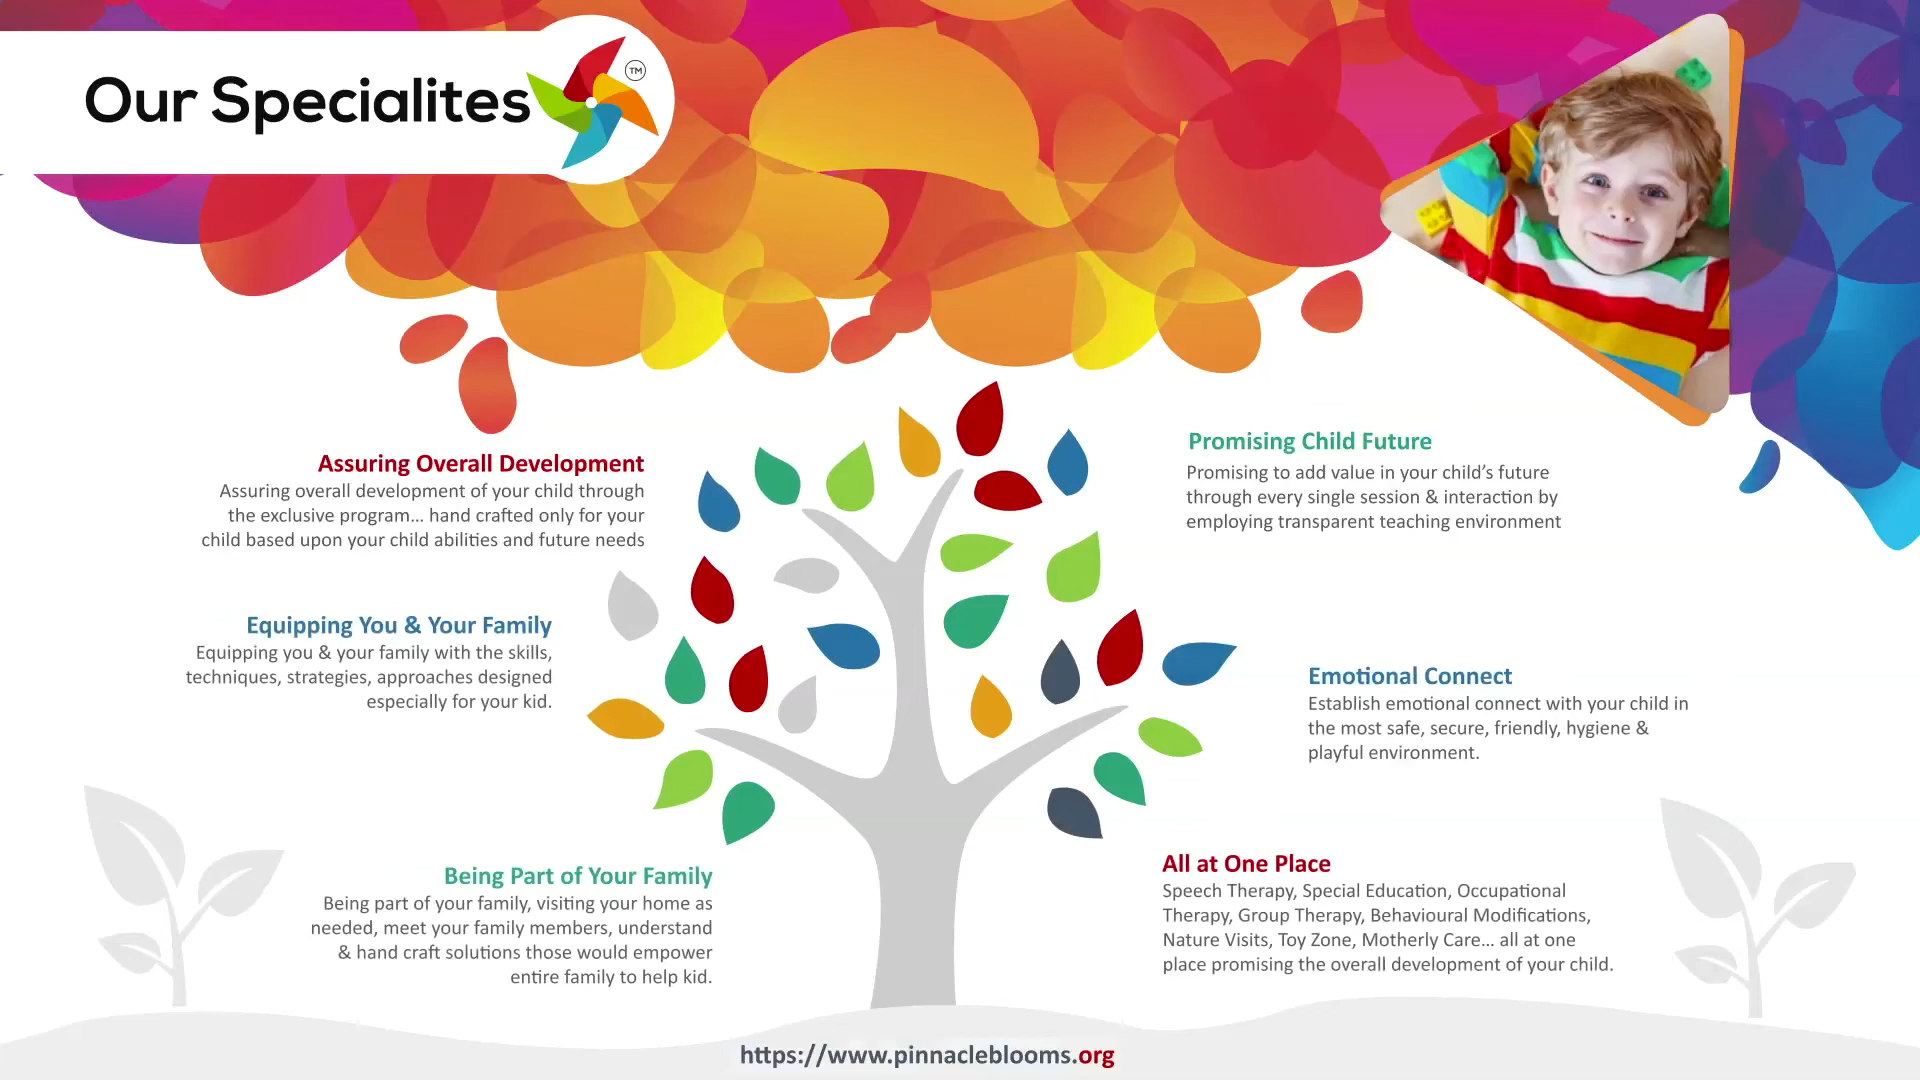 Our Specialites
TM
Assuring Overall Development
Assuring overall development of your child through
the exclusive program... hand crafted only for your
child based upon your child abilities and future needs
Equipping You & Your Family
Equipping you & your family with the skills,
techniques, strategies, approaches designed
especially for your kid.
Being Part of Your Family
Being part of your family, visiting your home as
needed, meet your family members, understand
& hand craft solutions those would empower
entire family to help kid.
Promising Child Future
Promising to add value in your child’s future
through every single session & interaction by
employing transparent teaching environment
Emotional Connect
Establish emotional connect with your child in
the most safe, secure, friendly, hygiene &
playful environment.
All at One Place
Speech Therapy, Special Education, Occupational
Therapy, Group Therapy, Behavioural Modifications,
Nature Visits, Toy Zone, Motherly Care... all at one
place promising the overall development of your child.
https://www.pinnacleblooms.org